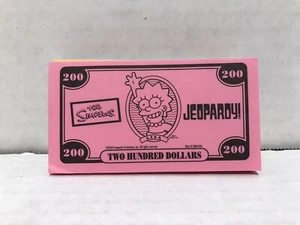 200 200
THE
SIMPSONS
JEOPARDY!
200 TWO HUNDRED DOLLARS 200